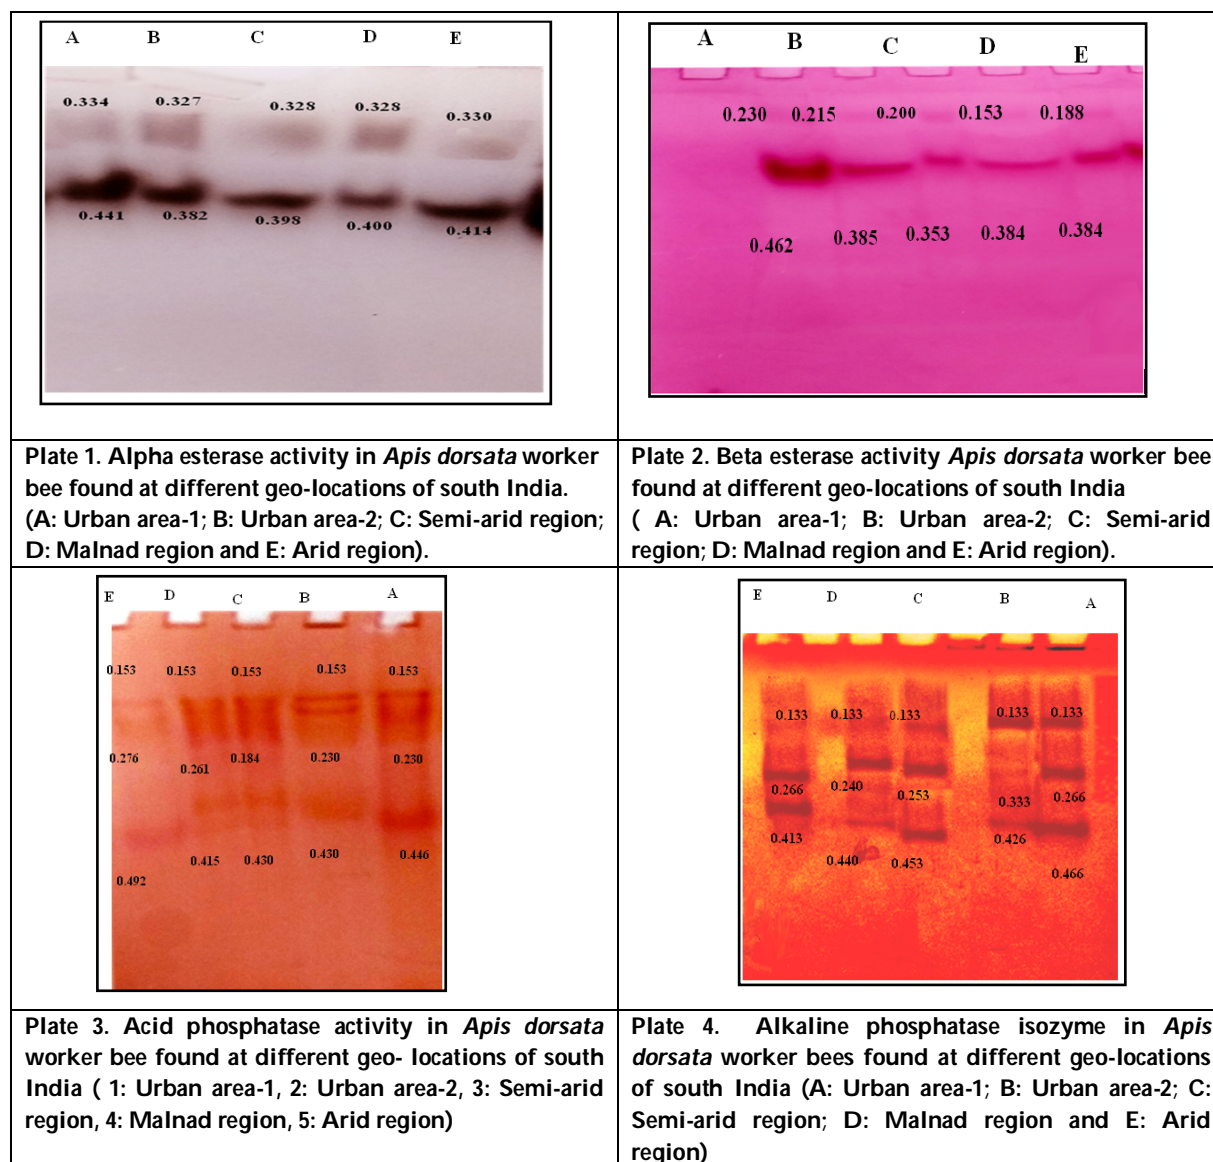 A B C D E
0.334 0.327 0.328 0.328 0.330
0.441 0.382 0.398 0.400 0.414
A B C D E
0.230 0.215 0.200 0.153 0.188
0.462 0.385 0.353 0.384 0.384
Plate 1. Alpha esterase activity in Apis dorsata worker
bee found at different geo-locations of south India.
(A: Urban area-1; B: Urban area-2; C: Semi-arid region;
D: Malnad region and E: Arid region).
Plate 2. Beta esterase activity Apis dorsata worker bee
found at different geo-locations of south India
( A: Urban area-1; B: Urban area-2; C: Semi-arid
region; D: Malnad region and E: Arid region).
E D C B A
0.153 0.153 0.153 0.153 0.153
0.276 0.261 0.184 0.230 0.230
0.492 0.415 0.430 0.430 0.446
E D C B A
0.133 0.133 0.133 0.133 0.133
0.266 0.240 0.253 0.333 0.266
0.413 0.440 0.453 0.426 0.466
Plate 3. Acid phosphatase activity in Apis dorsata
worker bee found at different geo- locations of south
India ( 1: Urban area-1, 2: Urban area-2, 3: Semi-arid
region, 4: Malnad region, 5: Arid region)
Plate 4. Alkaline phosphatase isozyme in Apis
dorsata worker bees found at different geo-locations
of south India (A: Urban area-1; B: Urban area-2; C:
Semi-arid region; D: Malnad region and E: Arid
region)